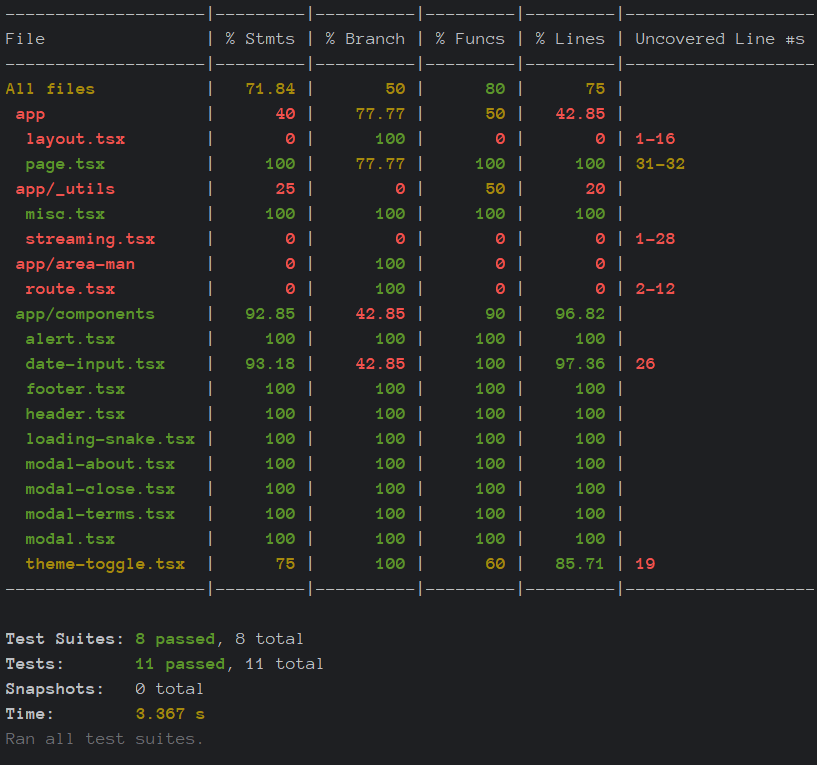 --------------------|---------|----------|---------|---------|-------------------
File                | % Stmts | % Branch | % Funcs | % Lines | Uncovered Line #s
--------------------|---------|----------|---------|---------|-------------------
All files           |   71.84 |       50 |      80 |      75 |
 app                |      40 |    77.77 |      50 |   42.85 |
  layout.tsx        |       0 |      100 |       0 |       0 | 1-16
  page.tsx          |     100 |    77.77 |     100 |     100 | 31-32
 app/_utils         |      25 |        0 |      50 |      20 |
  misc.tsx          |     100 |      100 |     100 |     100 |
  streaming.tsx     |       0 |        0 |       0 |       0 | 1-28
 app/area-man       |       0 |      100 |       0 |       0 |
  route.tsx         |       0 |      100 |       0 |       0 | 2-12
 app/components     |   92.85 |    42.85 |      90 |   96.82 |
  alert.tsx         |     100 |      100 |     100 |     100 |
  date-input.tsx    |   93.18 |    42.85 |     100 |   97.36 | 26
  footer.tsx        |     100 |      100 |     100 |     100 |
  header.tsx        |     100 |      100 |     100 |     100 |
  loading-snake.tsx |     100 |      100 |     100 |     100 |
  modal-about.tsx   |     100 |      100 |     100 |     100 |
  modal-close.tsx   |     100 |      100 |     100 |     100 |
  modal-terms.tsx   |     100 |      100 |     100 |     100 |
  modal.tsx         |     100 |      100 |     100 |     100 |
  theme-toggle.tsx  |      75 |      100 |      60 |   85.71 | 19
--------------------|---------|----------|---------|---------|-------------------
Test Suites: 8 passed, 8 total
Tests:       11 passed, 11 total
Snapshots:   0 total
Time:        3.367 s
Ran all test suites.